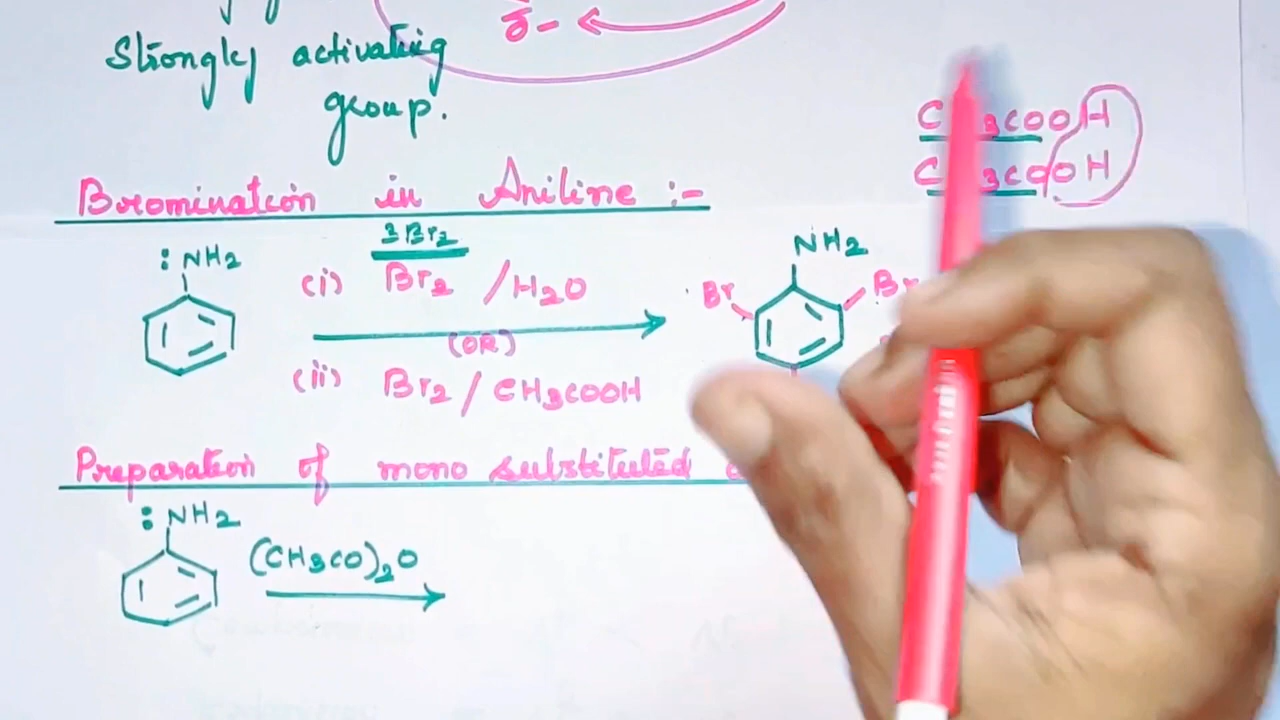 δ-
Strongly activating
group.
CH3COOH
CH3COOH
Bromination in Aniline :-
:NH2
3Br2
(i) Br2 /H2O
(OR)
(ii) Br2 / CH3COOH
NH2
Br
Br
Preparation of mono substituted
:NH2
(CH3CO)2O